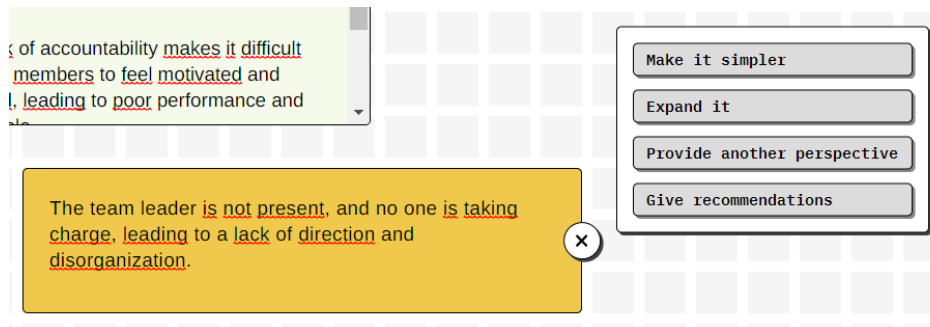 of accountability makes it difficult
members to feel motivated and
leading to poor performance and
The team leader is not present, and no one is taking
charge, leading to a lack of direction and
disorganization.
Make it simpler
Expand it
Provide another perspective
Give recommendations